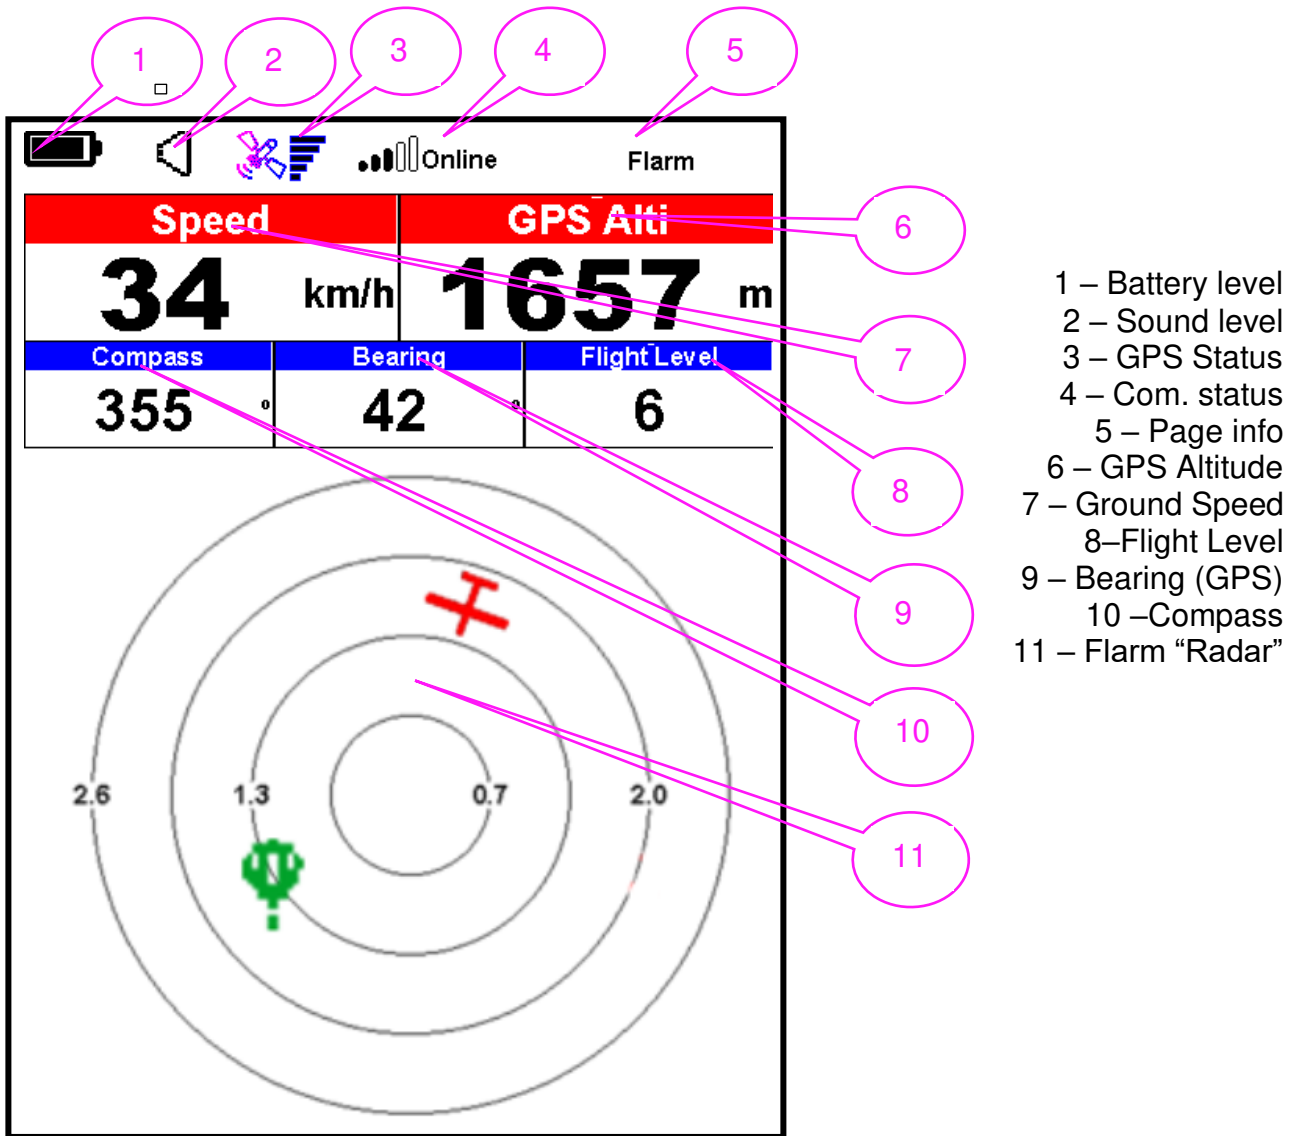 1 2 3 4 5
Online Flarm
Speed GPS Alti
6
34 km/h 1657 m
7
Compass Bearing Flight Level
355 ° 42 ° 6
8
9
10
2.6 1.3 0.7 2.0
11
1 – Battery level
2 – Sound level
3 – GPS Status
4 – Com. status
5 – Page info
6 – GPS Altitude
7 – Ground Speed
8–Flight Level
9 – Bearing (GPS)
10 –Compass
11 – Flarm “Radar”